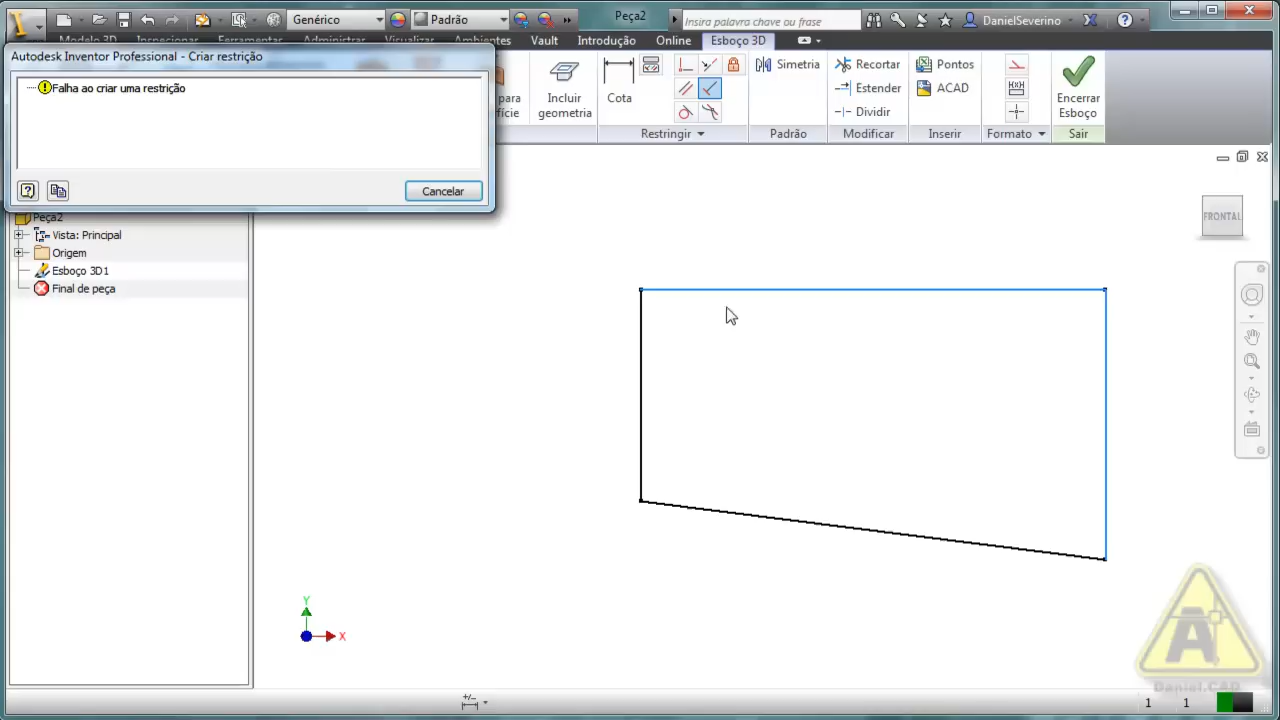 Genérico
Padrão
Peça2
Insira palavra chave ou frase
DanielSeverino
Modelo 3D Inspecionar Ferramentas Administrar Visualizar Ambientes Vault Introdução Online Esboço 3D
Autodesk Inventor Professional - Criar restrição
Falha ao criar uma restrição
Cancelar
para
Incluir
geometria
Cota
Simetria
Recortar
Estender
Dividir
Pontos
ACAD
Encerrar
Esboço
Restringir
Padrão
Modificar
Inserir
Formato
Sair
Peça2
Vista: Principal
Origem
Esboço 3D1
Final de peça
FRONTAL
Y
X
A
Daniel.CAD
1 1